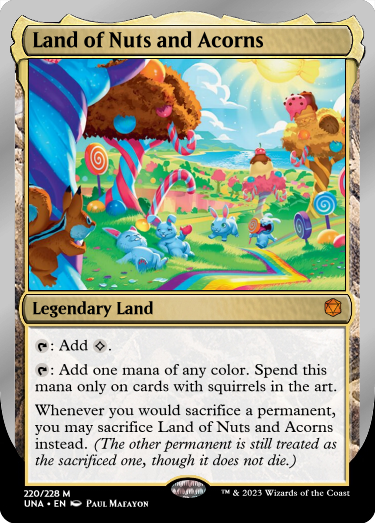 Land of Nuts and Acorns
Legendary Land
: Add .
: Add one mana of any color. Spend this
mana only on cards with squirrels in the art.
Whenever you would sacrifice a permanent,
you may sacrifice Land of Nuts and Acorns
instead. (The other permanent is still treated as
the sacrificed one, though it does not die.)
220/228 M
UNA • EN Paul Mafayon
™ & 2023 Wizards of the Coast